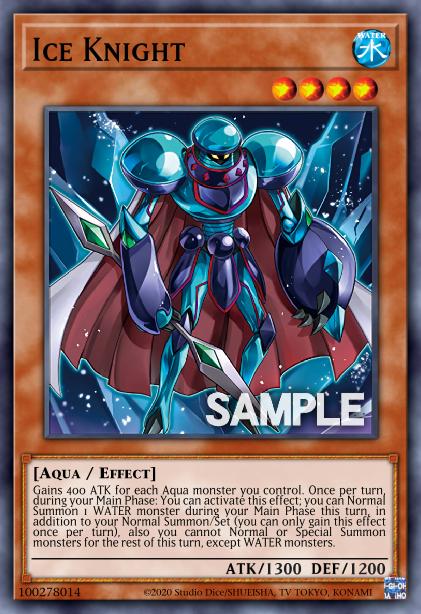 ICE KNIGHT
WATER
水
SAMPLE
[AQUA / EFFECT]
Gains 400 ATK for each Aqua monster you control. Once per turn,
during your Main Phase: You can activate this effect; you can Normal
Summon 1 WATER monster during your Main Phase this turn, in
addition to your Normal Summon/Set (you can only gain this effect
once per turn), also you cannot Normal or Special Summon
monsters for the rest of this turn, except WATER monsters.
ATK/1300 DEF/1200
100278014
©2020 Studio Dice/SHUEISHA, TV TOKYO, KONAMI